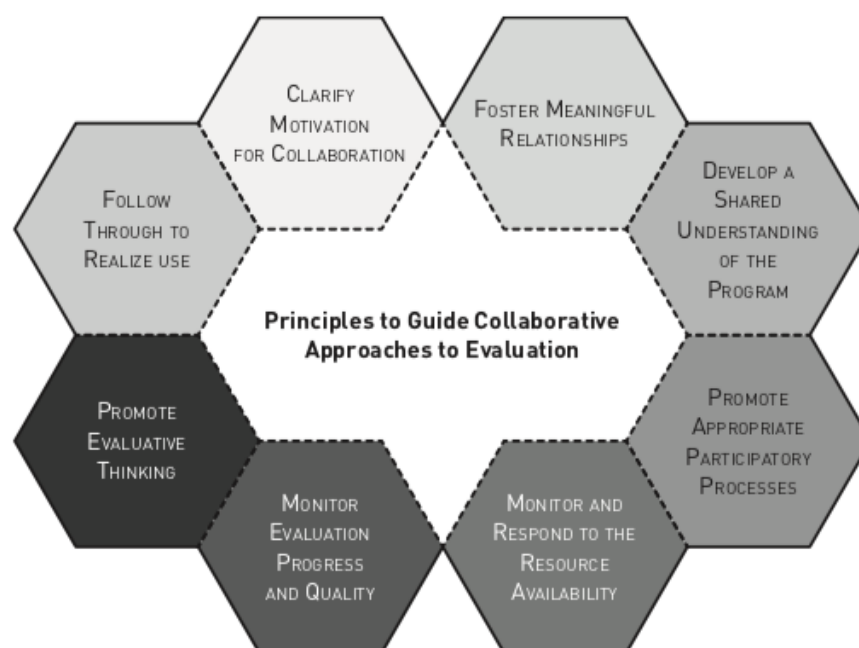 CLARIFY
MOTIVATION
FOR COLLABORATION
FOSTER MEANINGFUL
RELATIONSHIPS
DEVELOP A
SHARED
UNDERSTANDING
OF THE
PROGRAM
PROMOTE
APPROPRIATE
PARTICIPATORY
PROCESSES
MONITOR AND
RESPOND TO THE
RESOURCE
AVAILABILITY
MONITOR
EVALUATION
PROGRESS
AND QUALITY
PROMOTE
EVALUATIVE
THINKING
FOLLOW
THROUGH TO
REALIZE USE
Principles to Guide Collaborative
Approaches to Evaluation